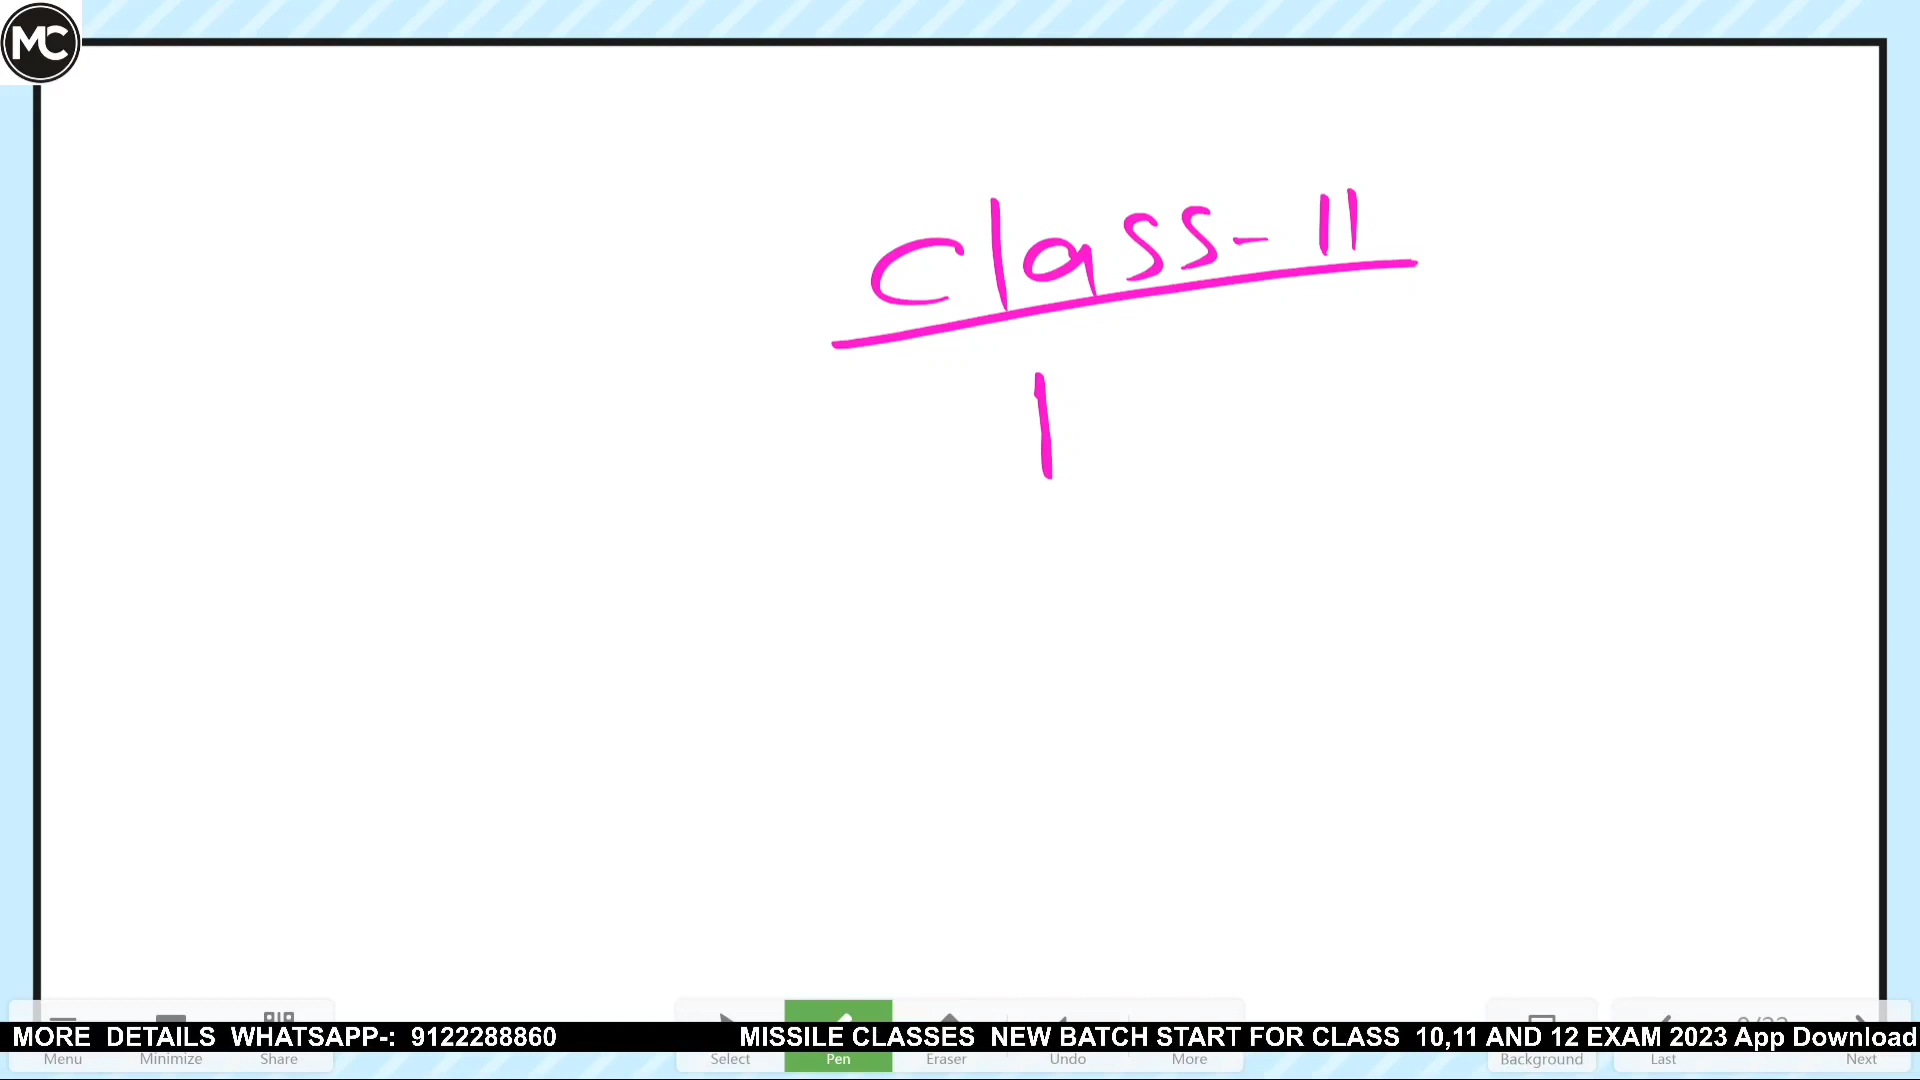 MC
class-11
1
MORE DETAILS WHATSAPP-: 9122288860 MISSILE CLASSES NEW BATCH START FOR CLASS 10,11 AND 12 EXAM 2023 App Download
Menu Minimize Share Select Pen Eraser Undo More Background Last Next